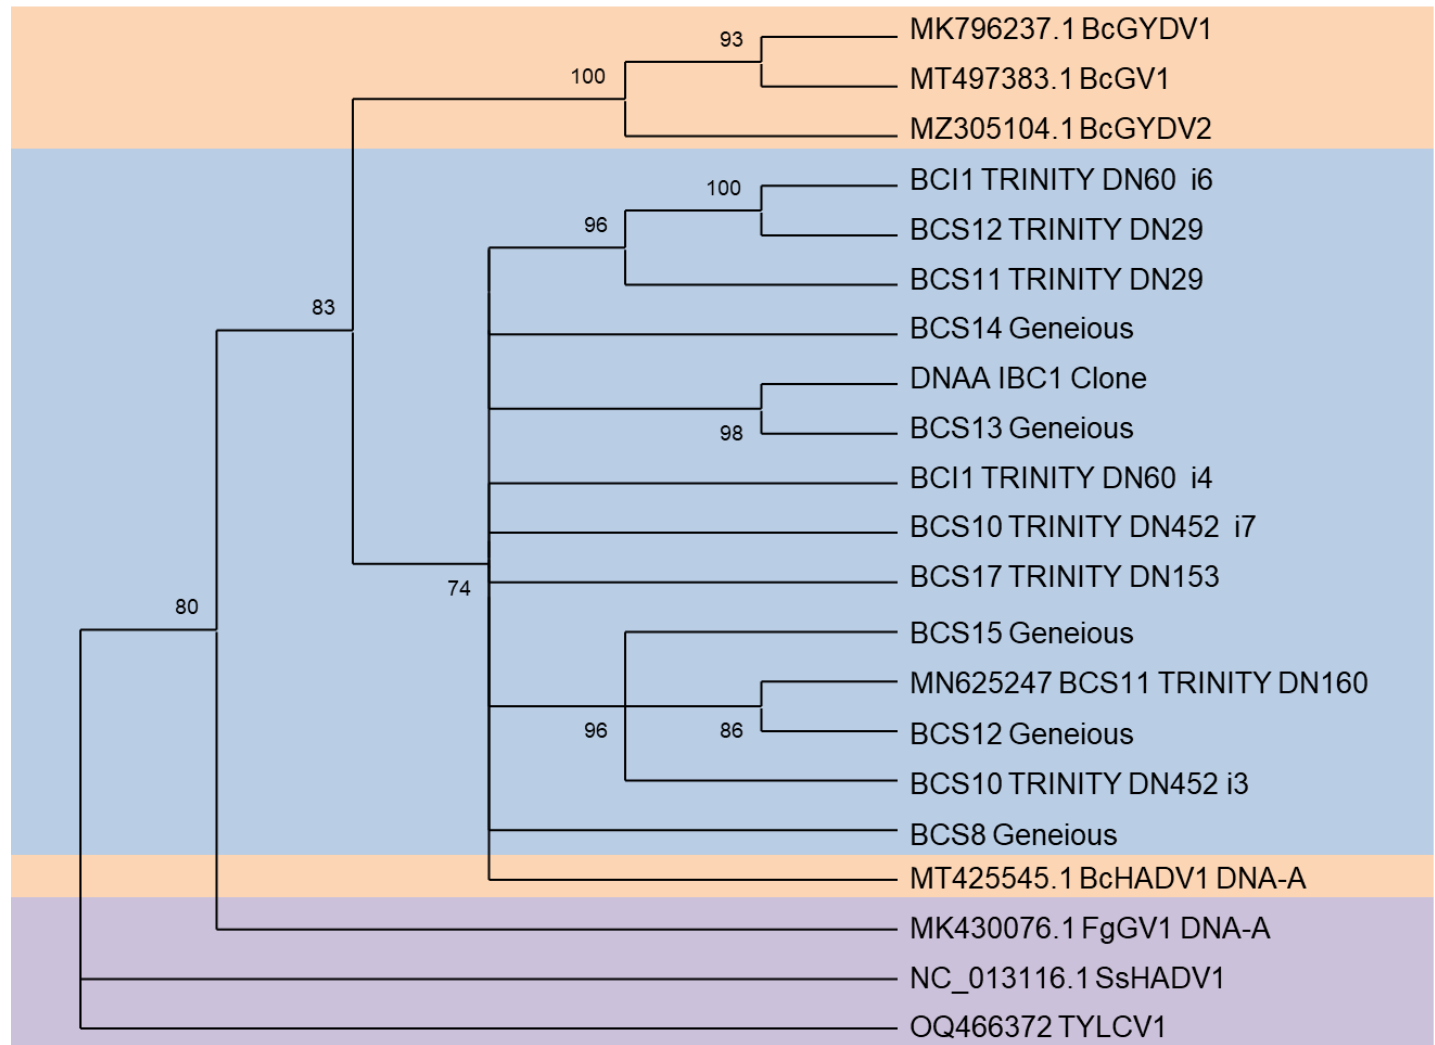 93
MK796237.1 BcGYDV1
100
MT497383.1 BcGV1
MZ305104.1 BcGYDV2
100
BCI1 TRINITY DN60 i6
96
BCS12 TRINITY DN29
BCS11 TRINITY DN29
83
BCS14 Geneious
DNAA IBC1 Clone
98
BCS13 Geneious
BCI1 TRINITY DN60 i4
BCS10 TRINITY DN452 i7
74
BCS17 TRINITY DN153
80
BCS15 Geneious
MN625247 BCS11 TRINITY DN160
96
86
BCS12 Geneious
BCS10 TRINITY DN452 i3
BCS8 Geneious
MT425545.1 BcHADV1 DNA-A
MK430076.1 FgGV1 DNA-A
NC_013116.1 SsHADV1
OQ466372 TYLCV1